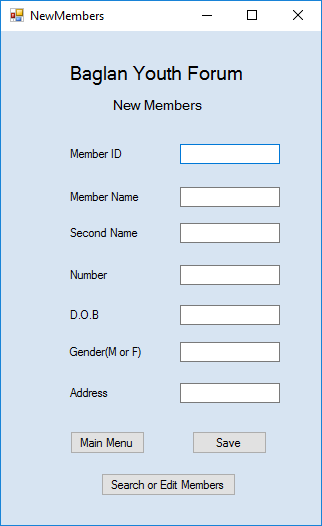 NewMembers
Baglan Youth Forum
New Members
Member ID
Member Name
Second Name
Number
D.O.B
Gender(M or F)
Address
Main Menu Save
Search or Edit Members